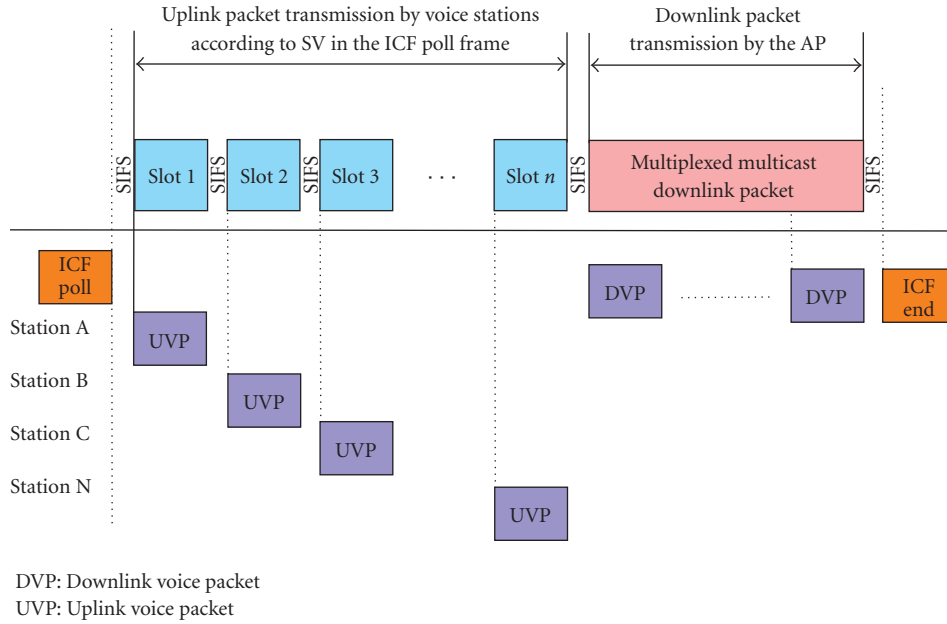 Uplink packet transmission by voice stations
according to SV in the ICF poll frame
Downlink packet
transmission by the AP
SIFS
Slot 1
SIFS
Slot 2
SIFS
Slot 3
· · ·
Slot n
SIFS
Multiplexed multicast
downlink packet
SIFS
ICF
poll
DVP
DVP
ICF
end
Station A
UVP
Station B
UVP
Station C
UVP
Station N
UVP
DVP: Downlink voice packet
UVP: Uplink voice packet